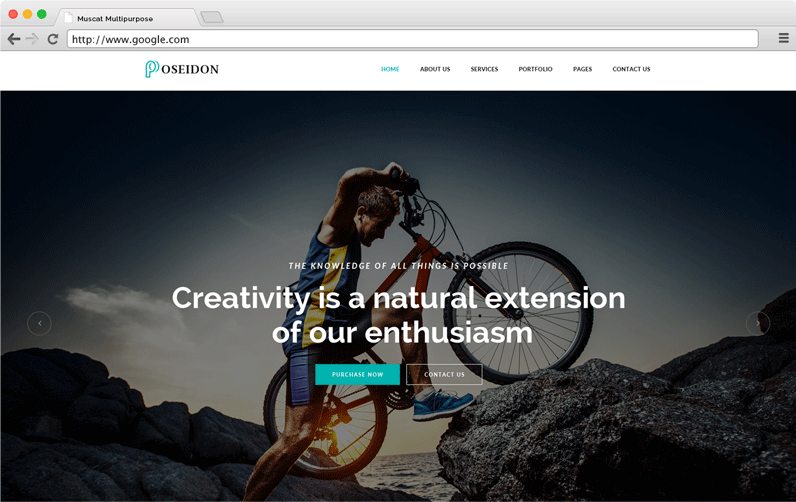 Muscat Multipurpose
http://www.google.com
POSEIDON
HOME ABOUT US SERVICES PORTFOLIO PAGES CONTACT US
THE KNOWLEDGE OF ALL THINGS IS POSSIBLE
Creativity is a natural extension
of our enthusiasm
PURCHASE NOW CONTACT US